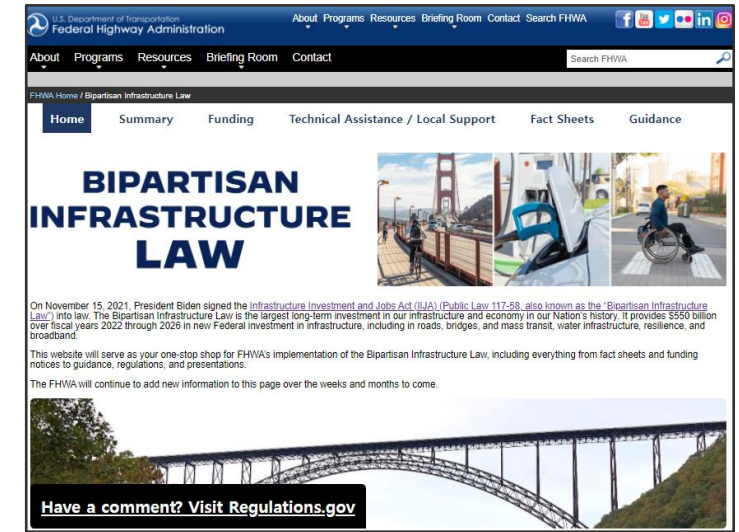 U.S. Department of Transportation
Federal Highway Administration
About Programs Resources Briefing Room Contact Search FHWA
About Programs Resources Briefing Room Contact
Search FHWA
FHWA Home / Bipartisan Infrastructure Law
Home Summary Funding Technical Assistance / Local Support Fact Sheets Guidance
BIPARTISAN
INFRASTRUCTURE
LAW
On November 15, 2021, President Biden signed the Infrastructure Investment and Jobs Act (IIJA) (Public Law 117-58, also known as the “Bipartisan Infrastructure
Law”) into law. The Bipartisan Infrastructure Law is the largest long-term investment in our infrastructure and economy in our Nation's history. It provides $550 billion
over fiscal years 2022 through 2026 in new Federal investment in infrastructure, including in roads, bridges, and mass transit, water infrastructure, resilience, and
broadband.
This website will serve as your one-stop shop for FHWA's implementation of the Bipartisan Infrastructure Law, including everything from fact sheets and funding
notices to guidance, regulations, and presentations.
The FHWA will continue to add new information to this page over the weeks and months to come.
Have a comment? Visit Regulations.gov